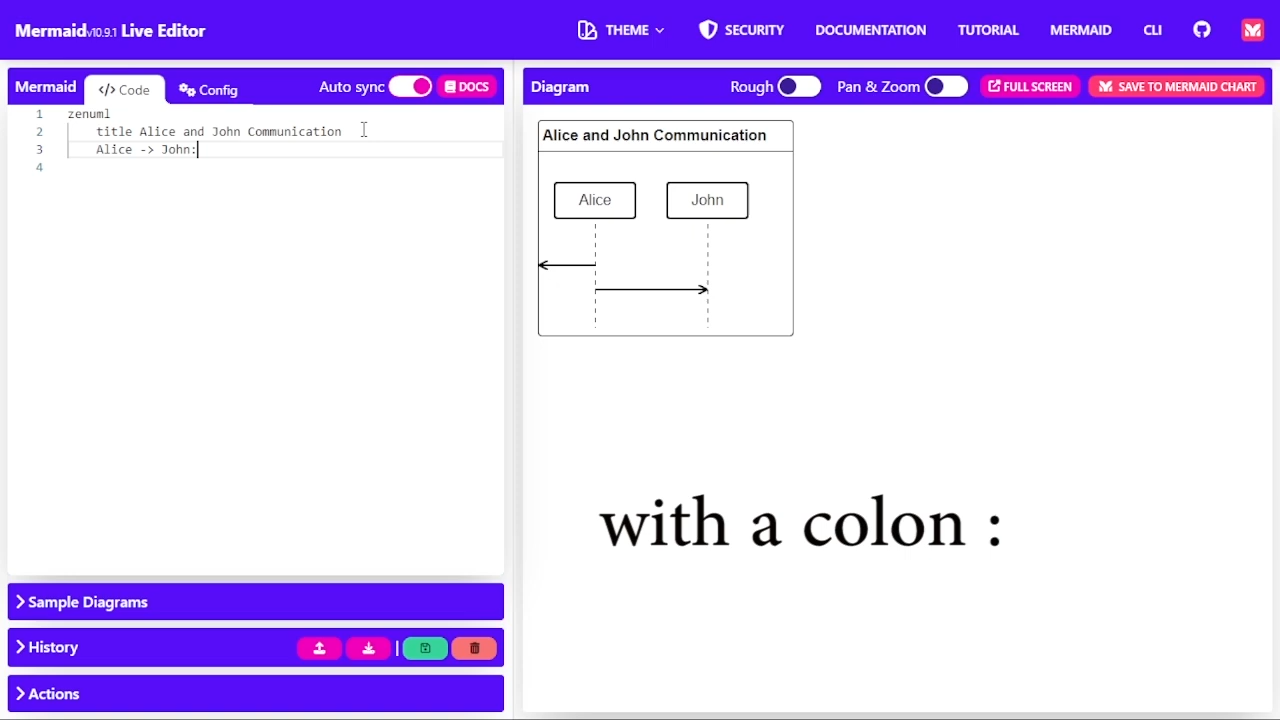 Mermaidv10.9.1 Live Editor
THEME
SECURITY
DOCUMENTATION
TUTORIAL
MERMAID
CLI
Mermaid
</> Code
Config
Auto sync
DOCS
1 zenuml
2 title Alice and John Communication
3 Alice -> John:
4
Sample Diagrams
History
Actions
Diagram
Rough
Pan & Zoom
FULL SCREEN
SAVE TO MERMAID CHART
Alice and John Communication
Alice
John
with a colon :